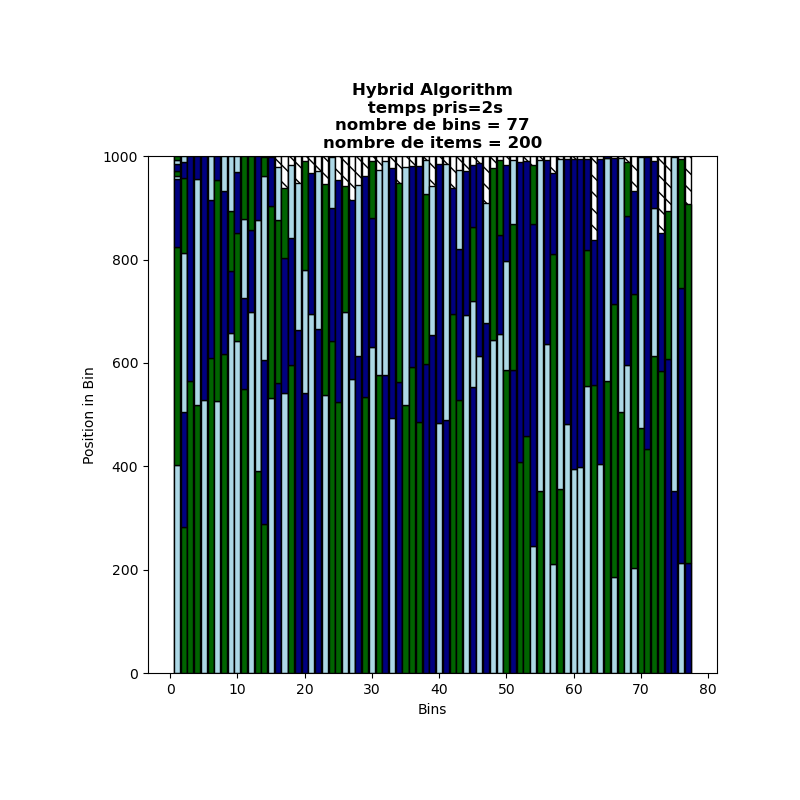 Hybrid Algorithm
temps pris=2s
nombre de bins = 77
nombre de items = 200
1000
800
600
400
200
0
Position in Bin
0 10 20 30 40 50 60 70 80
Bins